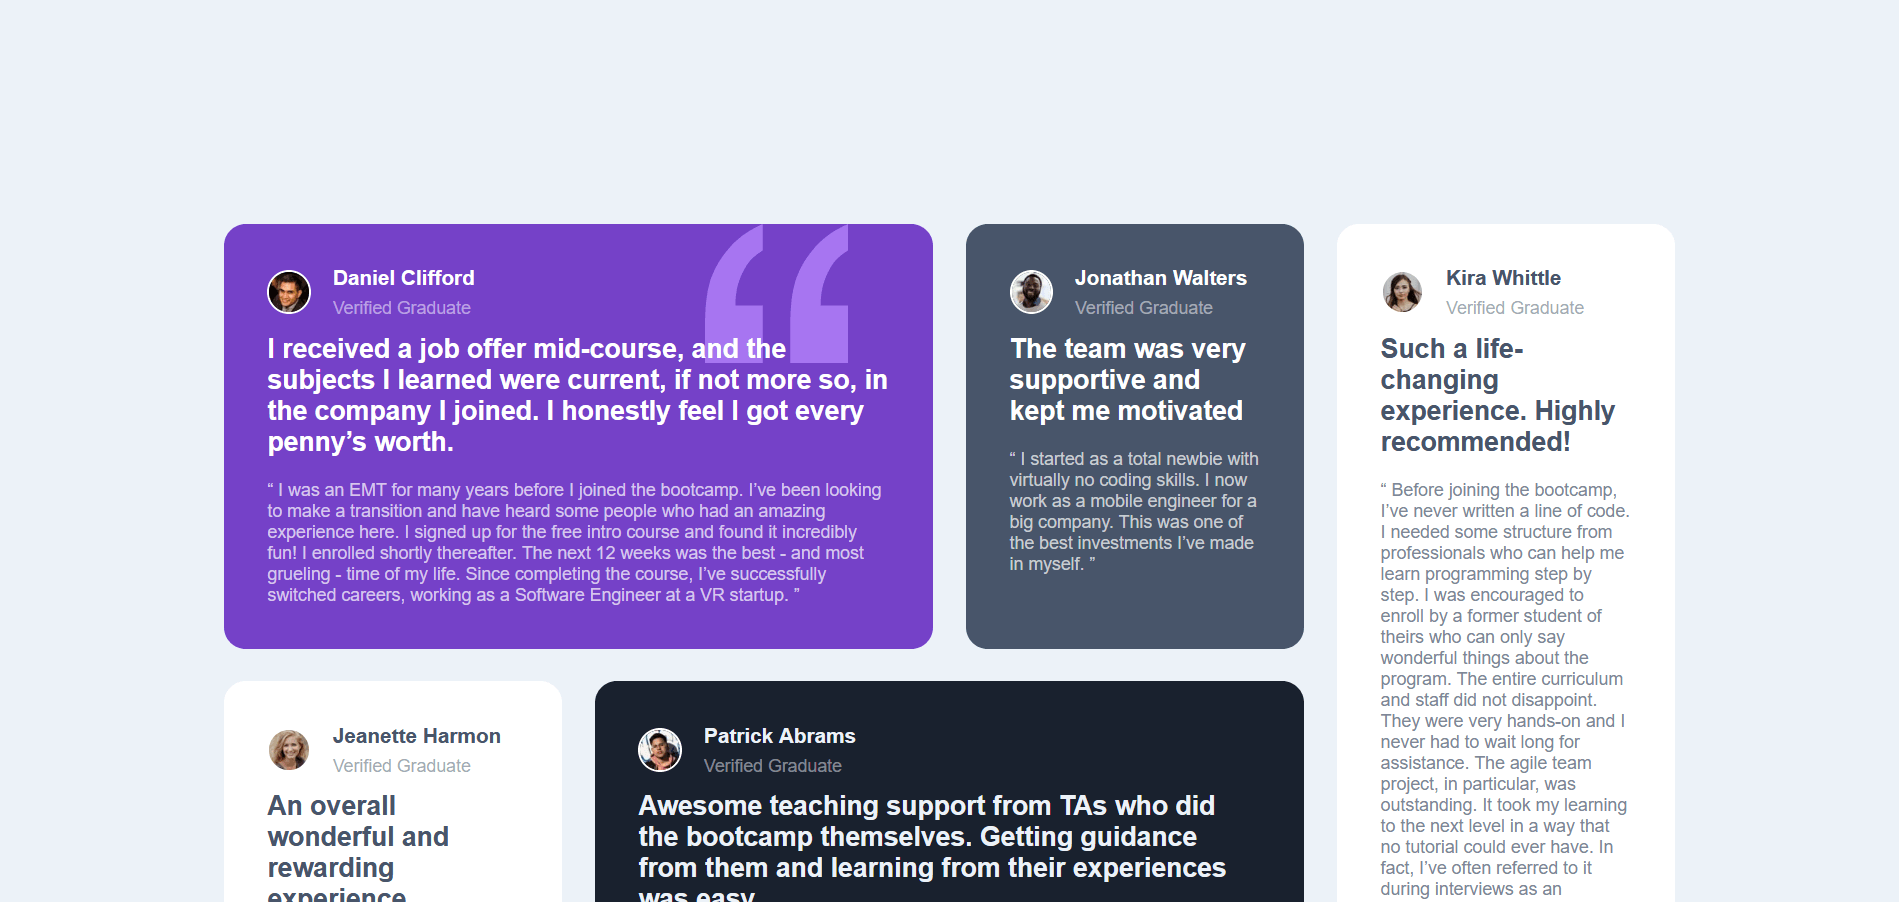 Daniel Clifford
Verified Graduate
I received a job offer mid-course, and the
subjects I learned were current, if not more so, in
the company I joined. I honestly feel I got every
penny’s worth.
“ I was an EMT for many years before I joined the bootcamp. I’ve been looking
to make a transition and have heard some people who had an amazing
experience here. I signed up for the free intro course and found it incredibly
fun! I enrolled shortly thereafter. The next 12 weeks was the best - and most
grueling - time of my life. Since completing the course, I’ve successfully
switched careers, working as a Software Engineer at a VR startup. ”
Jonathan Walters
Verified Graduate
The team was very
supportive and
kept me motivated
“ I started as a total newbie with
virtually no coding skills. I now
work as a mobile engineer for a
big company. This was one of
the best investments I’ve made
in myself. ”
Kira Whittle
Verified Graduate
Such a life-
changing
experience. Highly
recommended!
“ Before joining the bootcamp,
I’ve never written a line of code.
I needed some structure from
professionals who can help me
learn programming step by
step. I was encouraged to
enroll by a former student of
theirs who can only say
wonderful things about the
program. The entire curriculum
and staff did not disappoint.
They were very hands-on and I
never had to wait long for
assistance. The agile team
project, in particular, was
outstanding. It took my learning
to the next level in a way that
no tutorial could ever have. In
fact, I’ve often referred to it
during interviews as an
Jeanette Harmon
Verified Graduate
An overall
wonderful and
rewarding
experience
Patrick Abrams
Verified Graduate
Awesome teaching support from TAs who did
the bootcamp themselves. Getting guidance
from them and learning from their experiences
was easy.